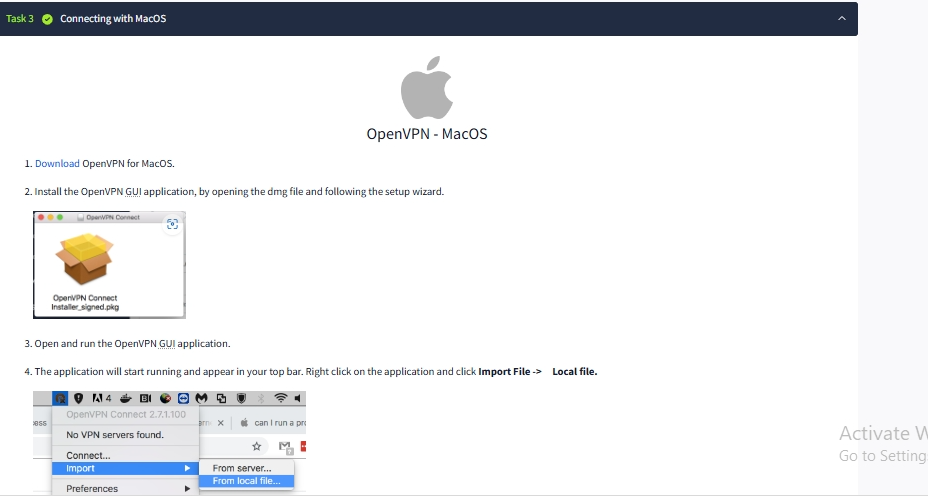 Task 3 Connecting with MacOS
OpenVPN - MacOS
1. Download OpenVPN for MacOS.
2. Install the OpenVPN GUI application, by opening the dmg file and following the setup wizard.
OpenVPN Connect
OpenVPN Connect
Installer_signed.pkg
3. Open and run the OpenVPN GUI application.
4. The application will start running and appear in your top bar. Right click on the application and click Import File -> Local file.
4
OpenVPN Connect 2.7.1.100
can I run a
No VPN servers found.
Connect...
Import
From server...
From local file...
Preferences
Activate W
Go to Setting